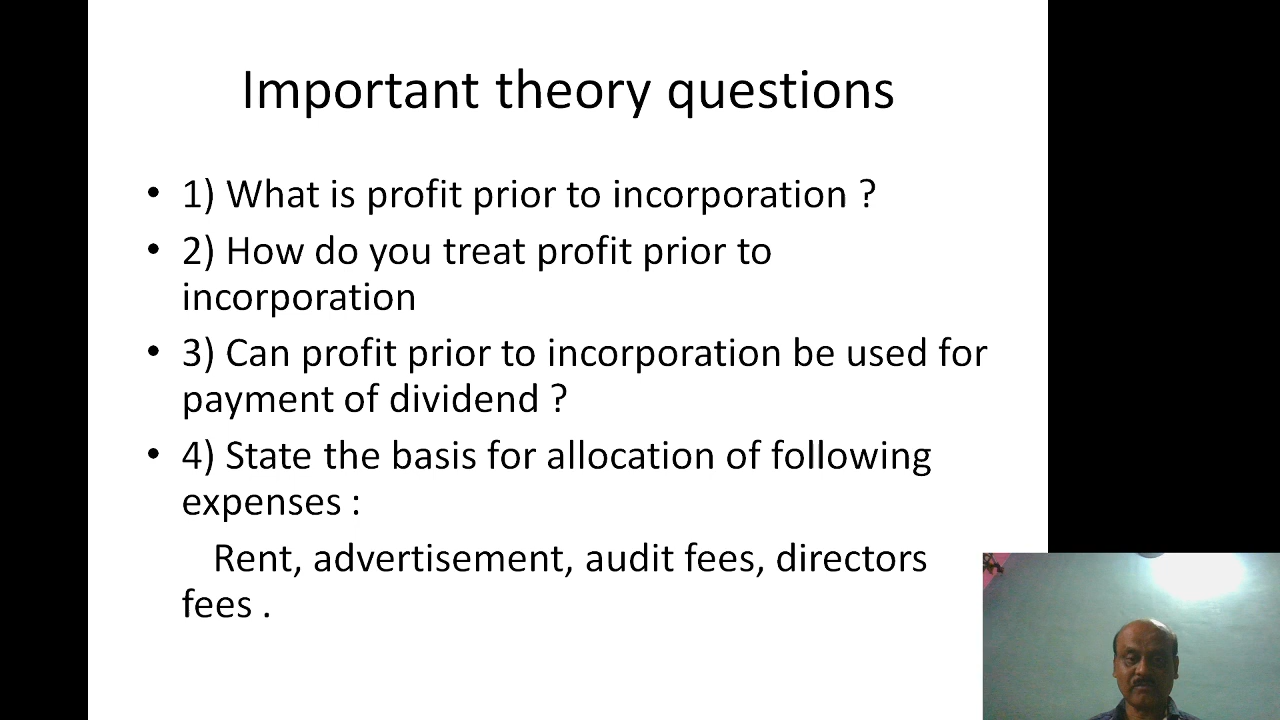 Important theory questions
• 1) What is profit prior to incorporation ?
• 2) How do you treat profit prior to
incorporation
• 3) Can profit prior to incorporation be used for
payment of dividend ?
• 4) State the basis for allocation of following
expenses :
Rent, advertisement, audit fees, directors
fees .